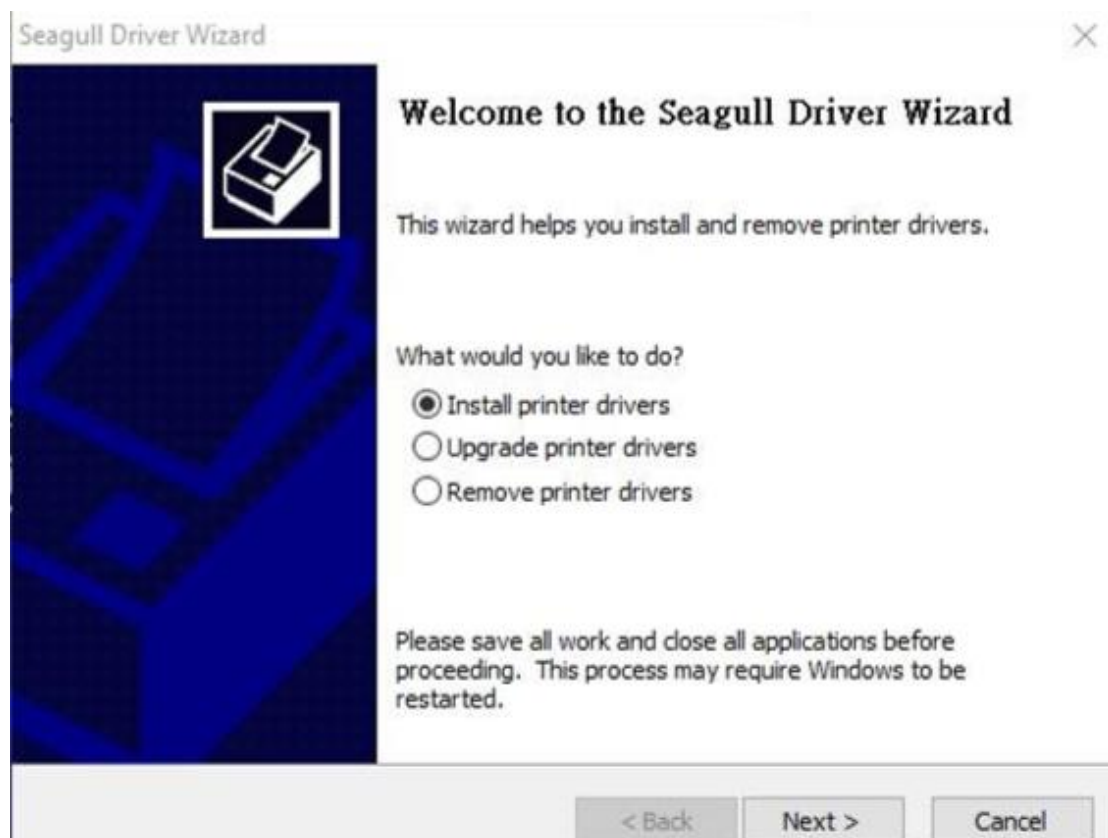 Seagull Driver Wizard
Welcome to the Seagull Driver Wizard
This wizard helps you install and remove printer drivers.
What would you like to do?
Install printer drivers
Upgrade printer drivers
Remove printer drivers
Please save all work and close all applications before
proceeding. This process may require Windows to be
restarted.
< Back
Next >
Cancel